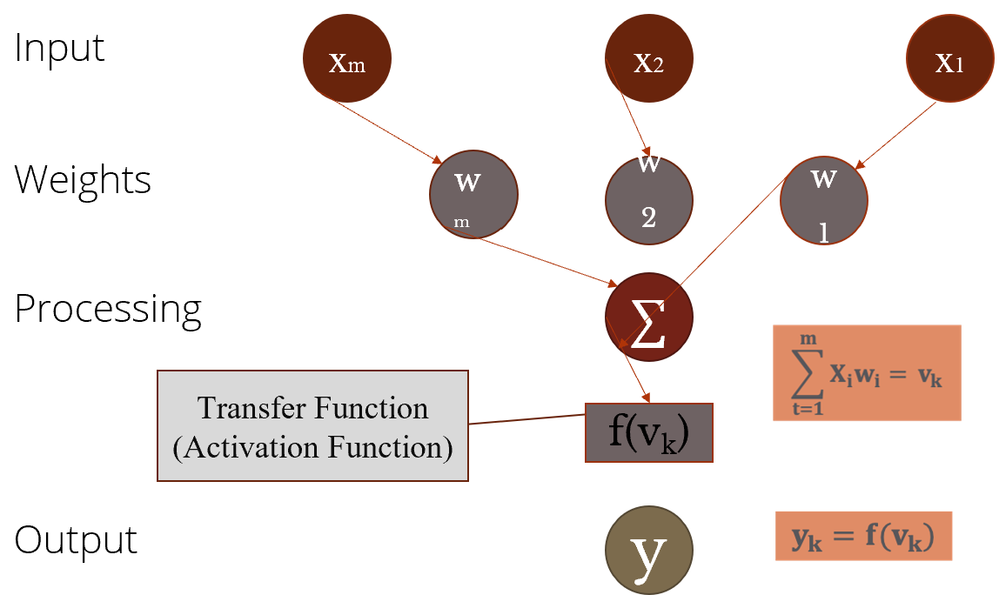 Input
xm
x2
x1
Weights
w
m
w
2
w
1
Processing
∑
m
∑ Xᵢwᵢ = vₖ
t=1
Transfer Function
(Activation Function)
f(vₖ)
Output
y
yₖ = f(vₖ)